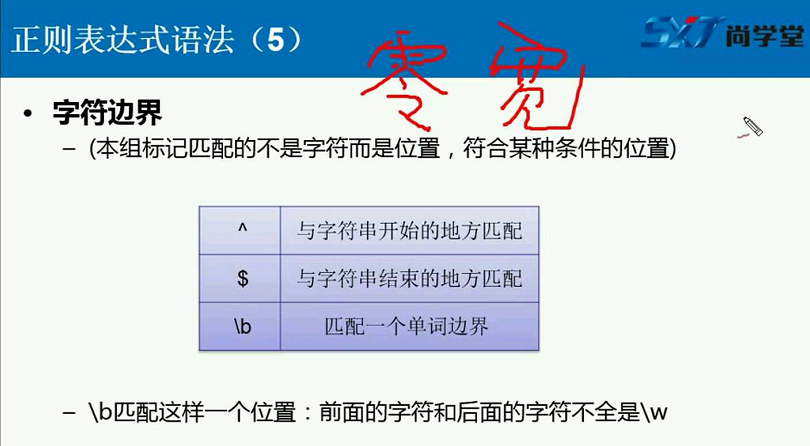 正则表达式语法（5）
SXT 尚学堂
零 宽
• 字符边界
– (本组标记匹配的不是字符而是位置，符合某种条件的位置)
^ 与字符串开始的地方匹配
$ 与字符串结束的地方匹配
\b 匹配一个单词边界
– \b匹配这样一个位置：前面的字符和后面的字符不全是\w